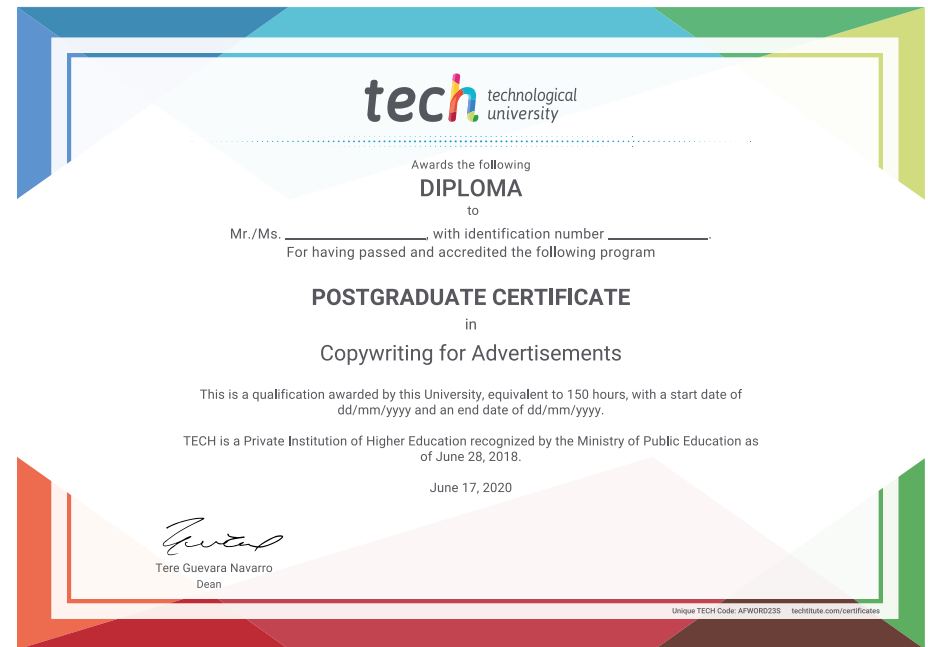 tech technological
university
Awards the following
DIPLOMA
to
Mr./Ms. ____________________, with identification number ______________.
For having passed and accredited the following program
POSTGRADUATE CERTIFICATE
in
Copywriting for Advertisements
This is a qualification awarded by this University, equivalent to 150 hours, with a start date of
dd/mm/yyyy and an end date of dd/mm/yyyy.
TECH is a Private Institution of Higher Education recognized by the Ministry of Public Education as
of June 28, 2018.
June 17, 2020
Tere Guevara Navarro
Dean
Unique TECH Code: AFWORD23S techtitute.com/certificates